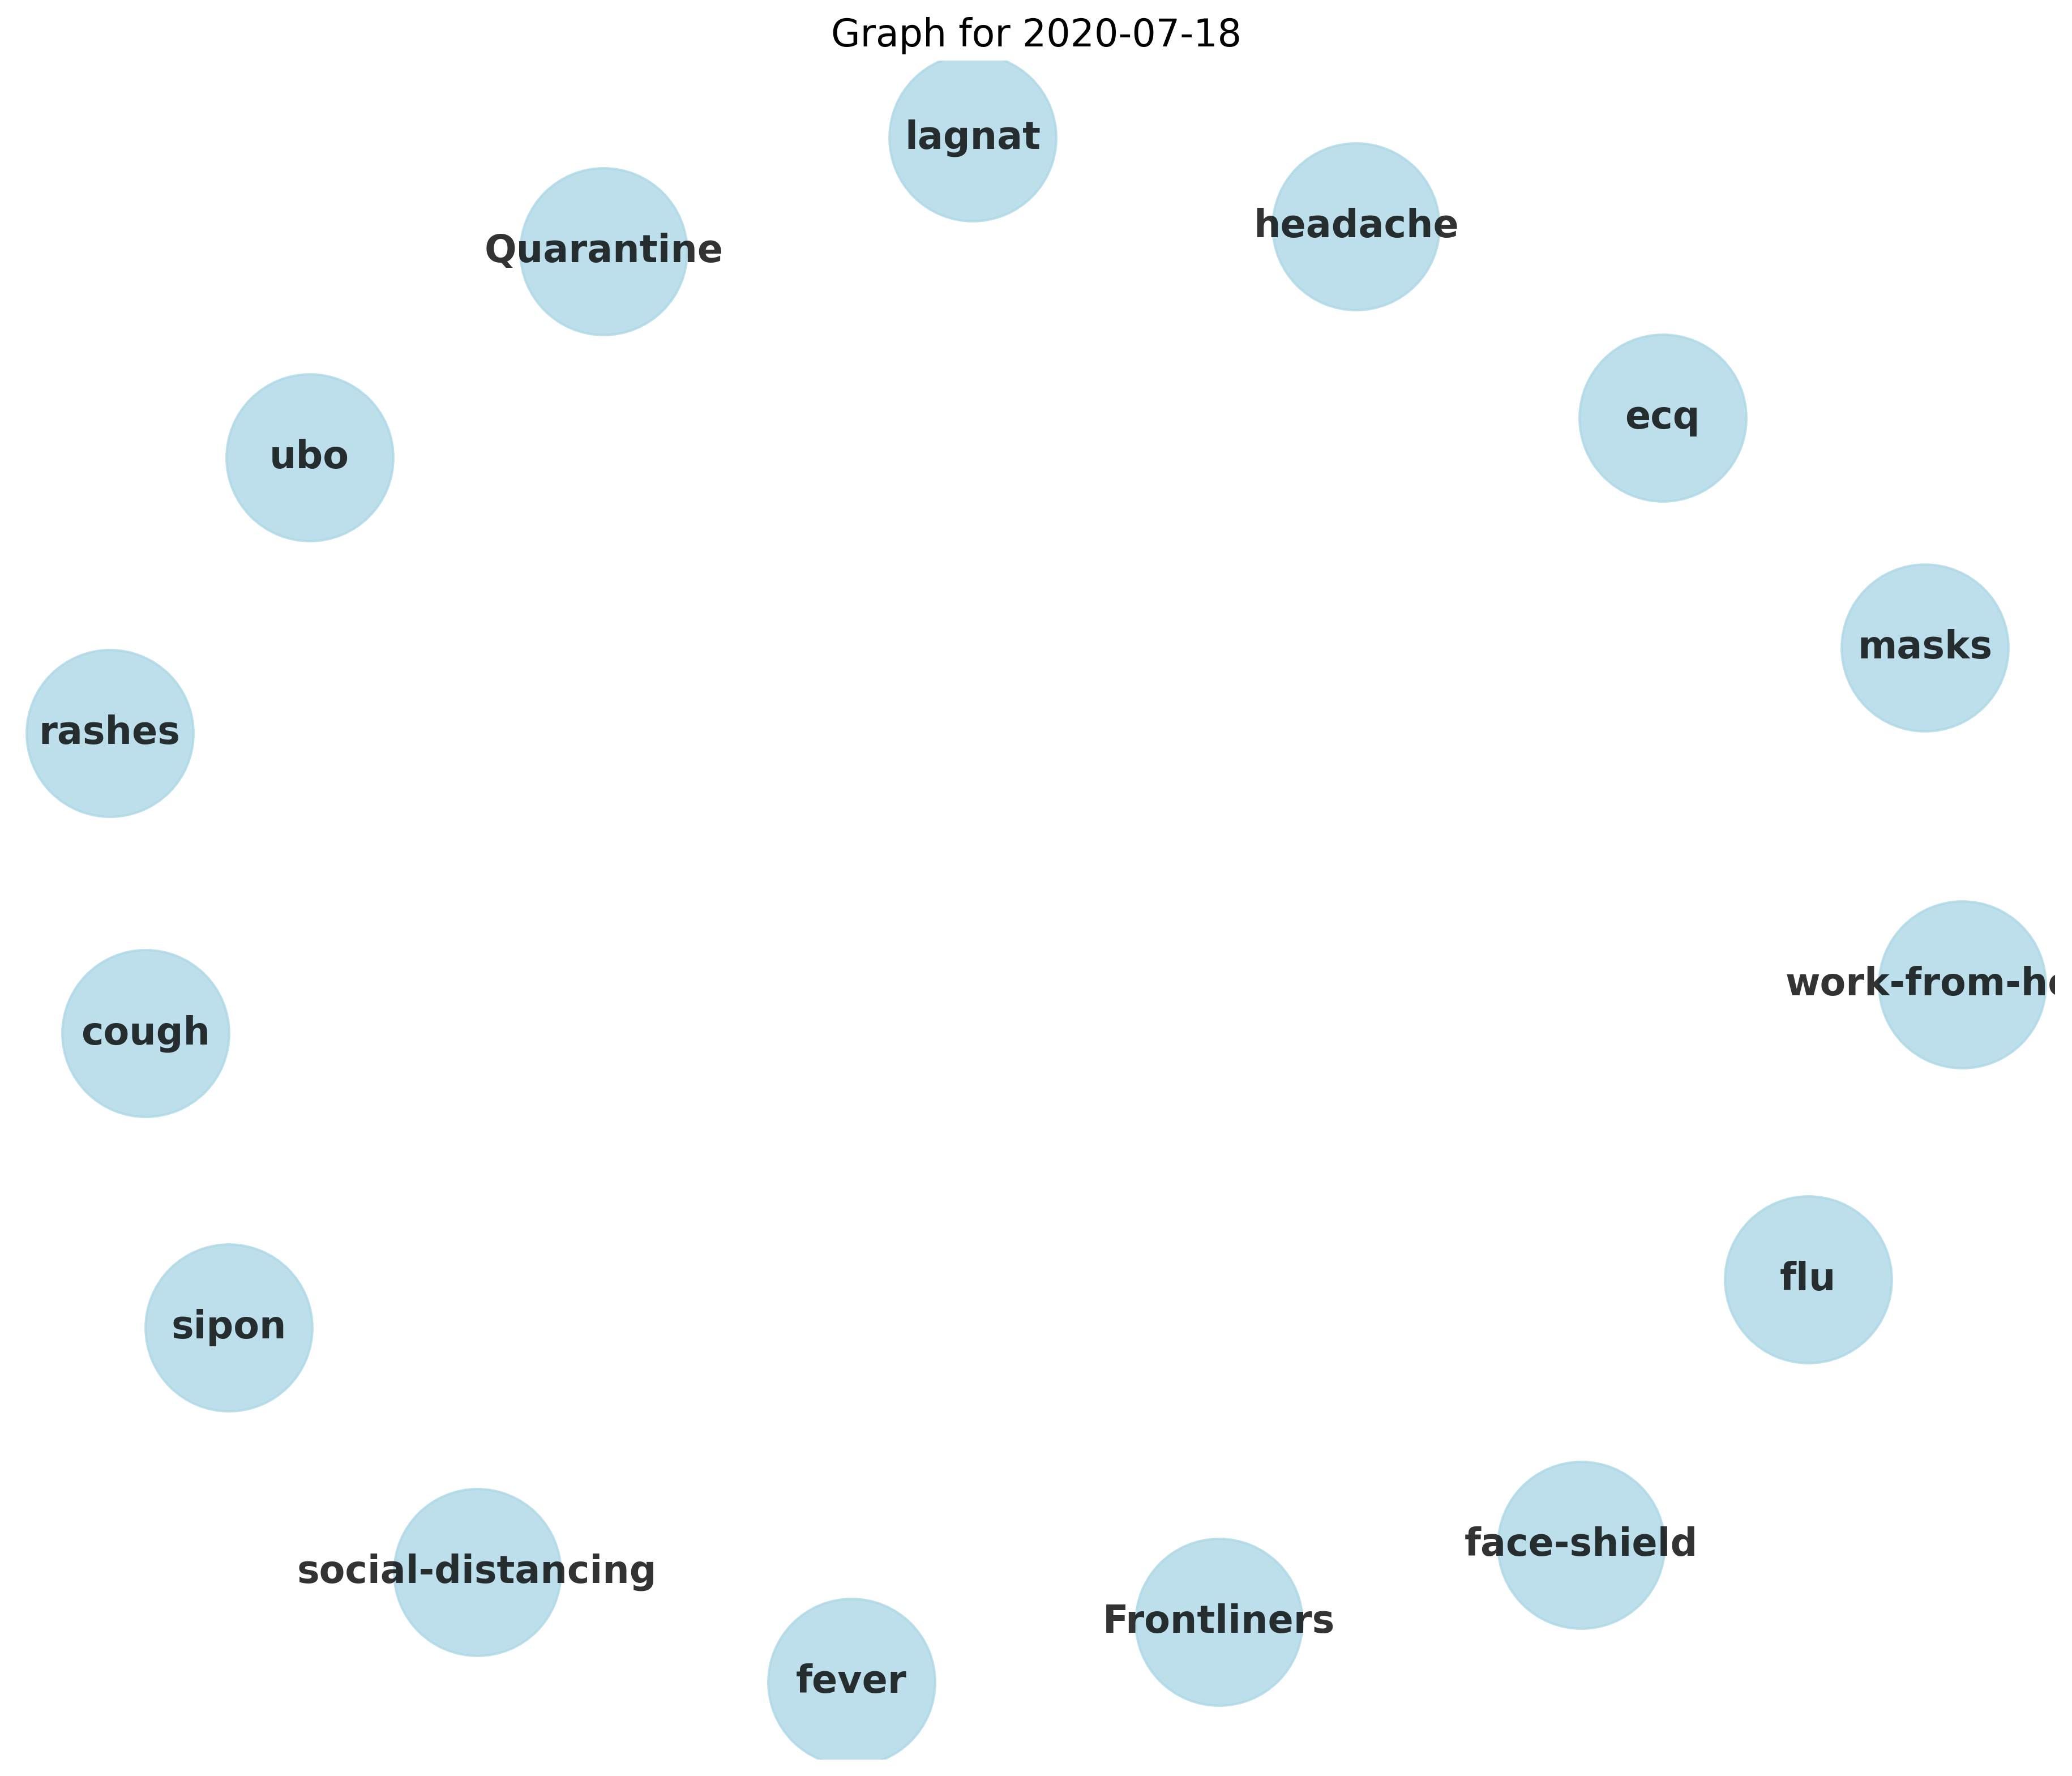 Graph for 2020-07-18
lagnat
headache
Quarantine
ecq
ubo
masks
rashes
work-from-ho
cough
flu
sipon
face-shield
social-distancing
Frontliners
fever